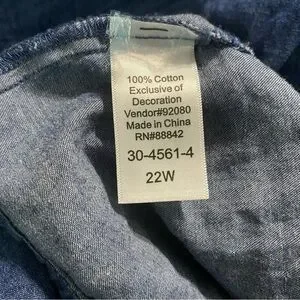 100% Cotton
Exclusive of
Decoration
Vendor#92080
Made in China
RN#88842
30-4561-4
22W